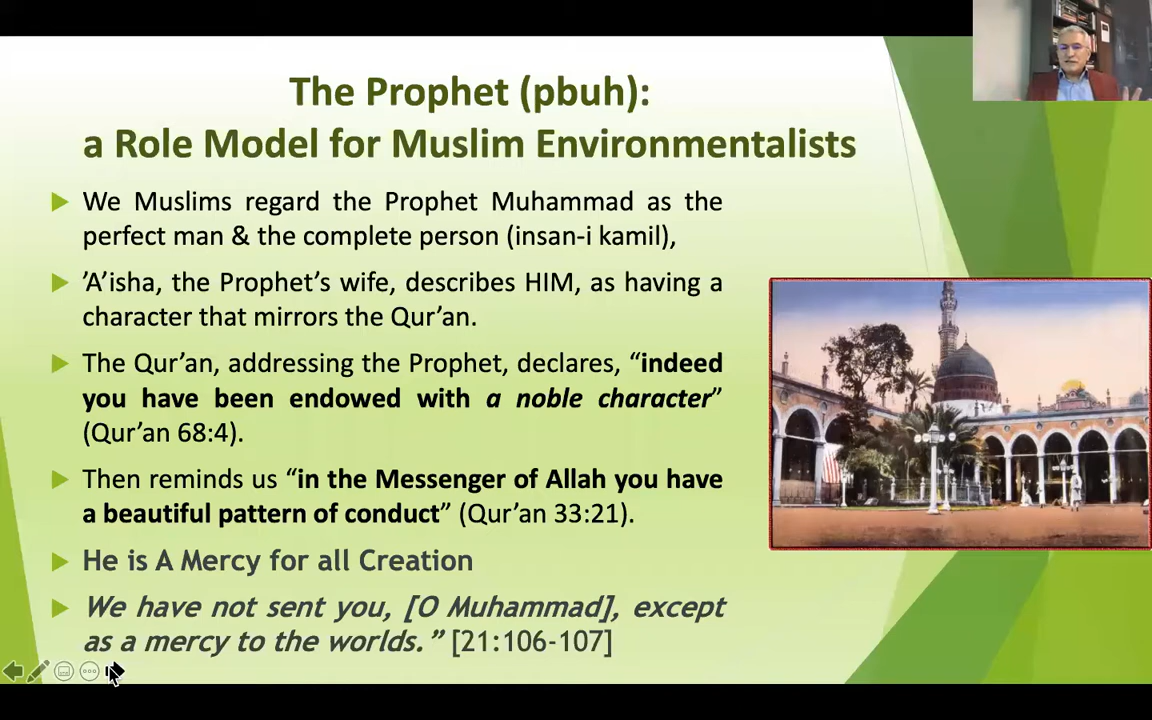 The Prophet (pbuh):
a Role Model for Muslim Environmentalists
We Muslims regard the Prophet Muhammad as the
perfect man & the complete person (insan-i kamil),
’A’isha, the Prophet’s wife, describes HIM, as having a
character that mirrors the Qur’an.
The Qur’an, addressing the Prophet, declares, “indeed
you have been endowed with a noble character”
(Qur’an 68:4).
Then reminds us “in the Messenger of Allah you have
a beautiful pattern of conduct” (Qur’an 33:21).
He is A Mercy for all Creation
We have not sent you, [O Muhammad], except
as a mercy to the worlds.” [21:106-107]